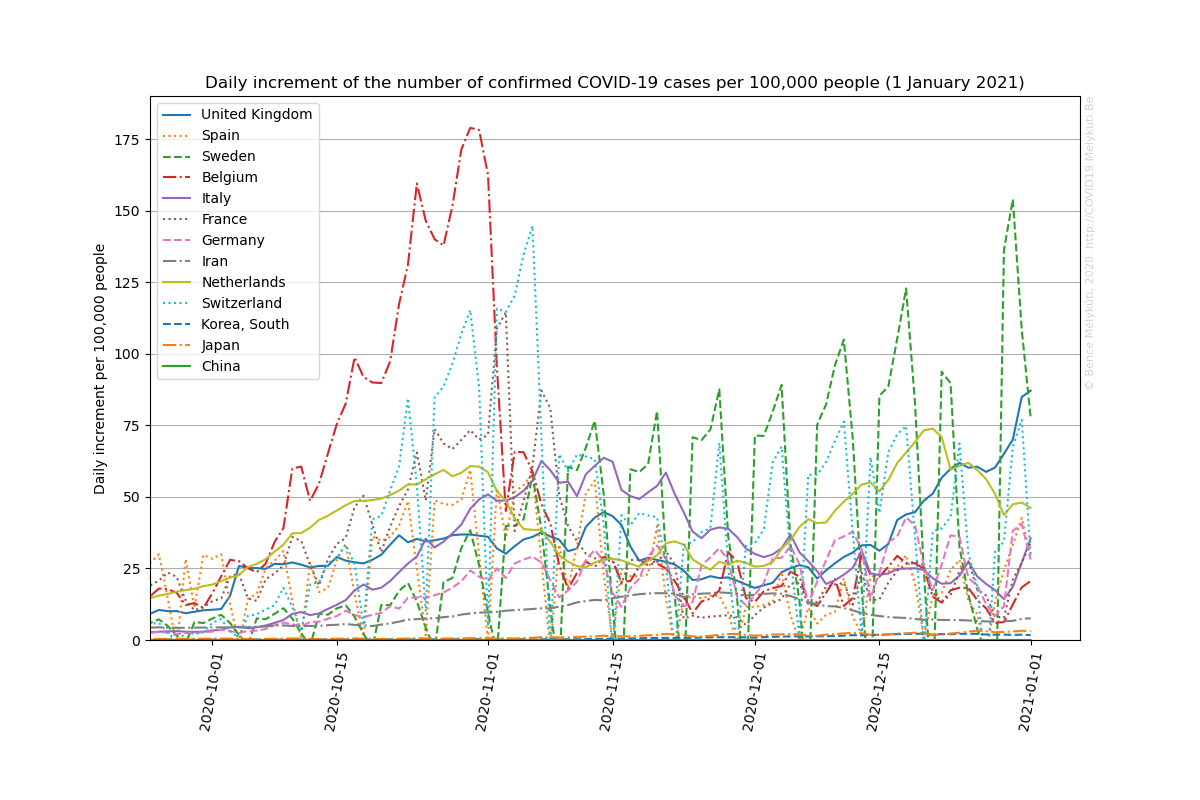 Daily increment of the number of confirmed COVID-19 cases per 100,000 people (1 January 2021)
Daily increment per 100,000 people
175
150
125
100
75
50
25
0
United Kingdom
Spain
Sweden
Belgium
Italy
France
Germany
Iran
Netherlands
Switzerland
Korea, South
Japan
China
2020-10-01
2020-10-15
2020-11-01
2020-11-15
2020-12-01
2020-12-15
2021-01-01
© Bence Mélykúti, 2020 http://COVID19.Melykuti.Be